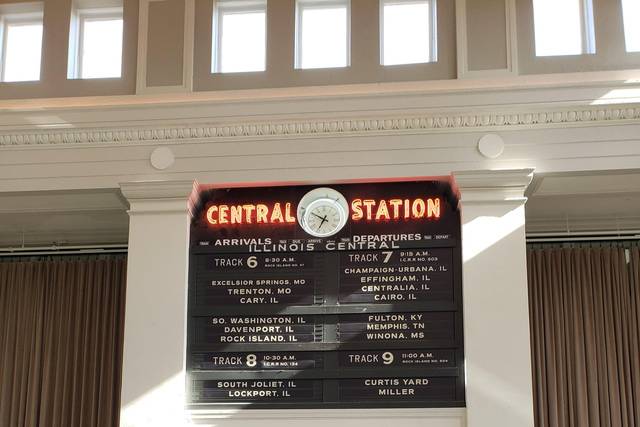 CENTRAL STATION
ARRIVALS
DEPARTURES
ILLINOIS CENTRAL
TRACK 6 8:30 A.M.
EXCELSIOR SPRINGS, MO
TRENTON, MO
CARY, IL
SO. WASHINGTON, IL
DAVENPORT, IL
ROCK ISLAND, IL
TRACK 8 10:30 A.M.
SOUTH JOLIET, IL
LOCKPORT, IL
TRACK 7 9:15 A.M.
CHAMPAIGN-URBANA, IL
EFFINGHAM, IL
CENTRALIA, IL
CAIRO, IL
FULTON, KY
MEMPHIS, TN
WINONA, MS
TRACK 9 11:00 A.M.
CURTIS YARD
MILLER